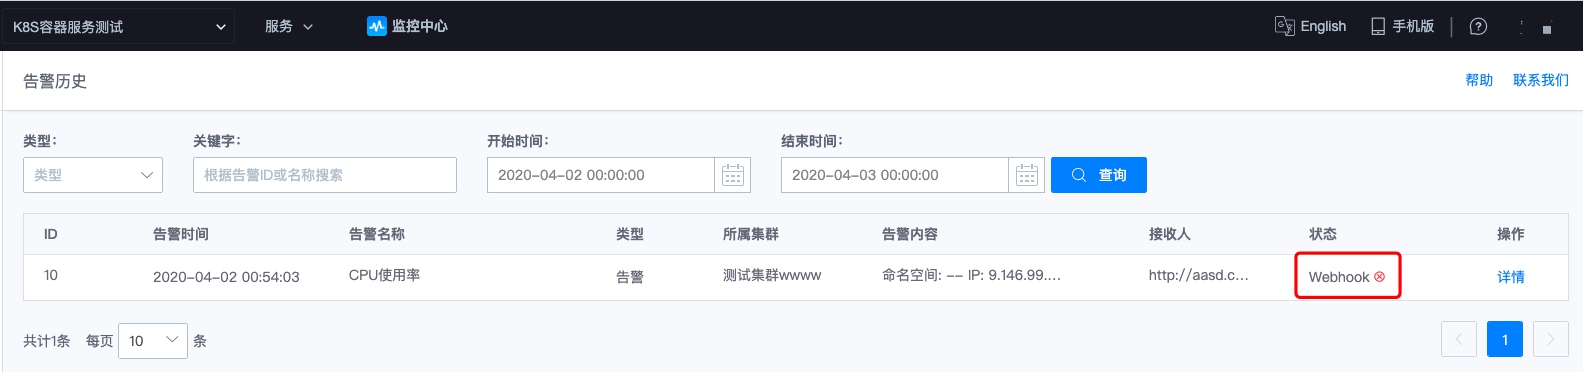 K8S容器服务测试 服务 监控中心 English 手机版
告警历史 帮助 联系我们
类型: 关键字: 开始时间: 结束时间:
类型 根据告警ID或名称搜索 2020-04-02 00:00:00 2020-04-03 00:00:00 查询
ID 告警时间 告警名称 类型 所属集群 告警内容 接收人 状态 操作
10 2020-04-02 00:54:03 CPU使用率 告警 测试集群wwww 命名空间: -- IP: 9.146.99.... http://aasd.c... Webhook 详情
共计1条 每页 10 条 1